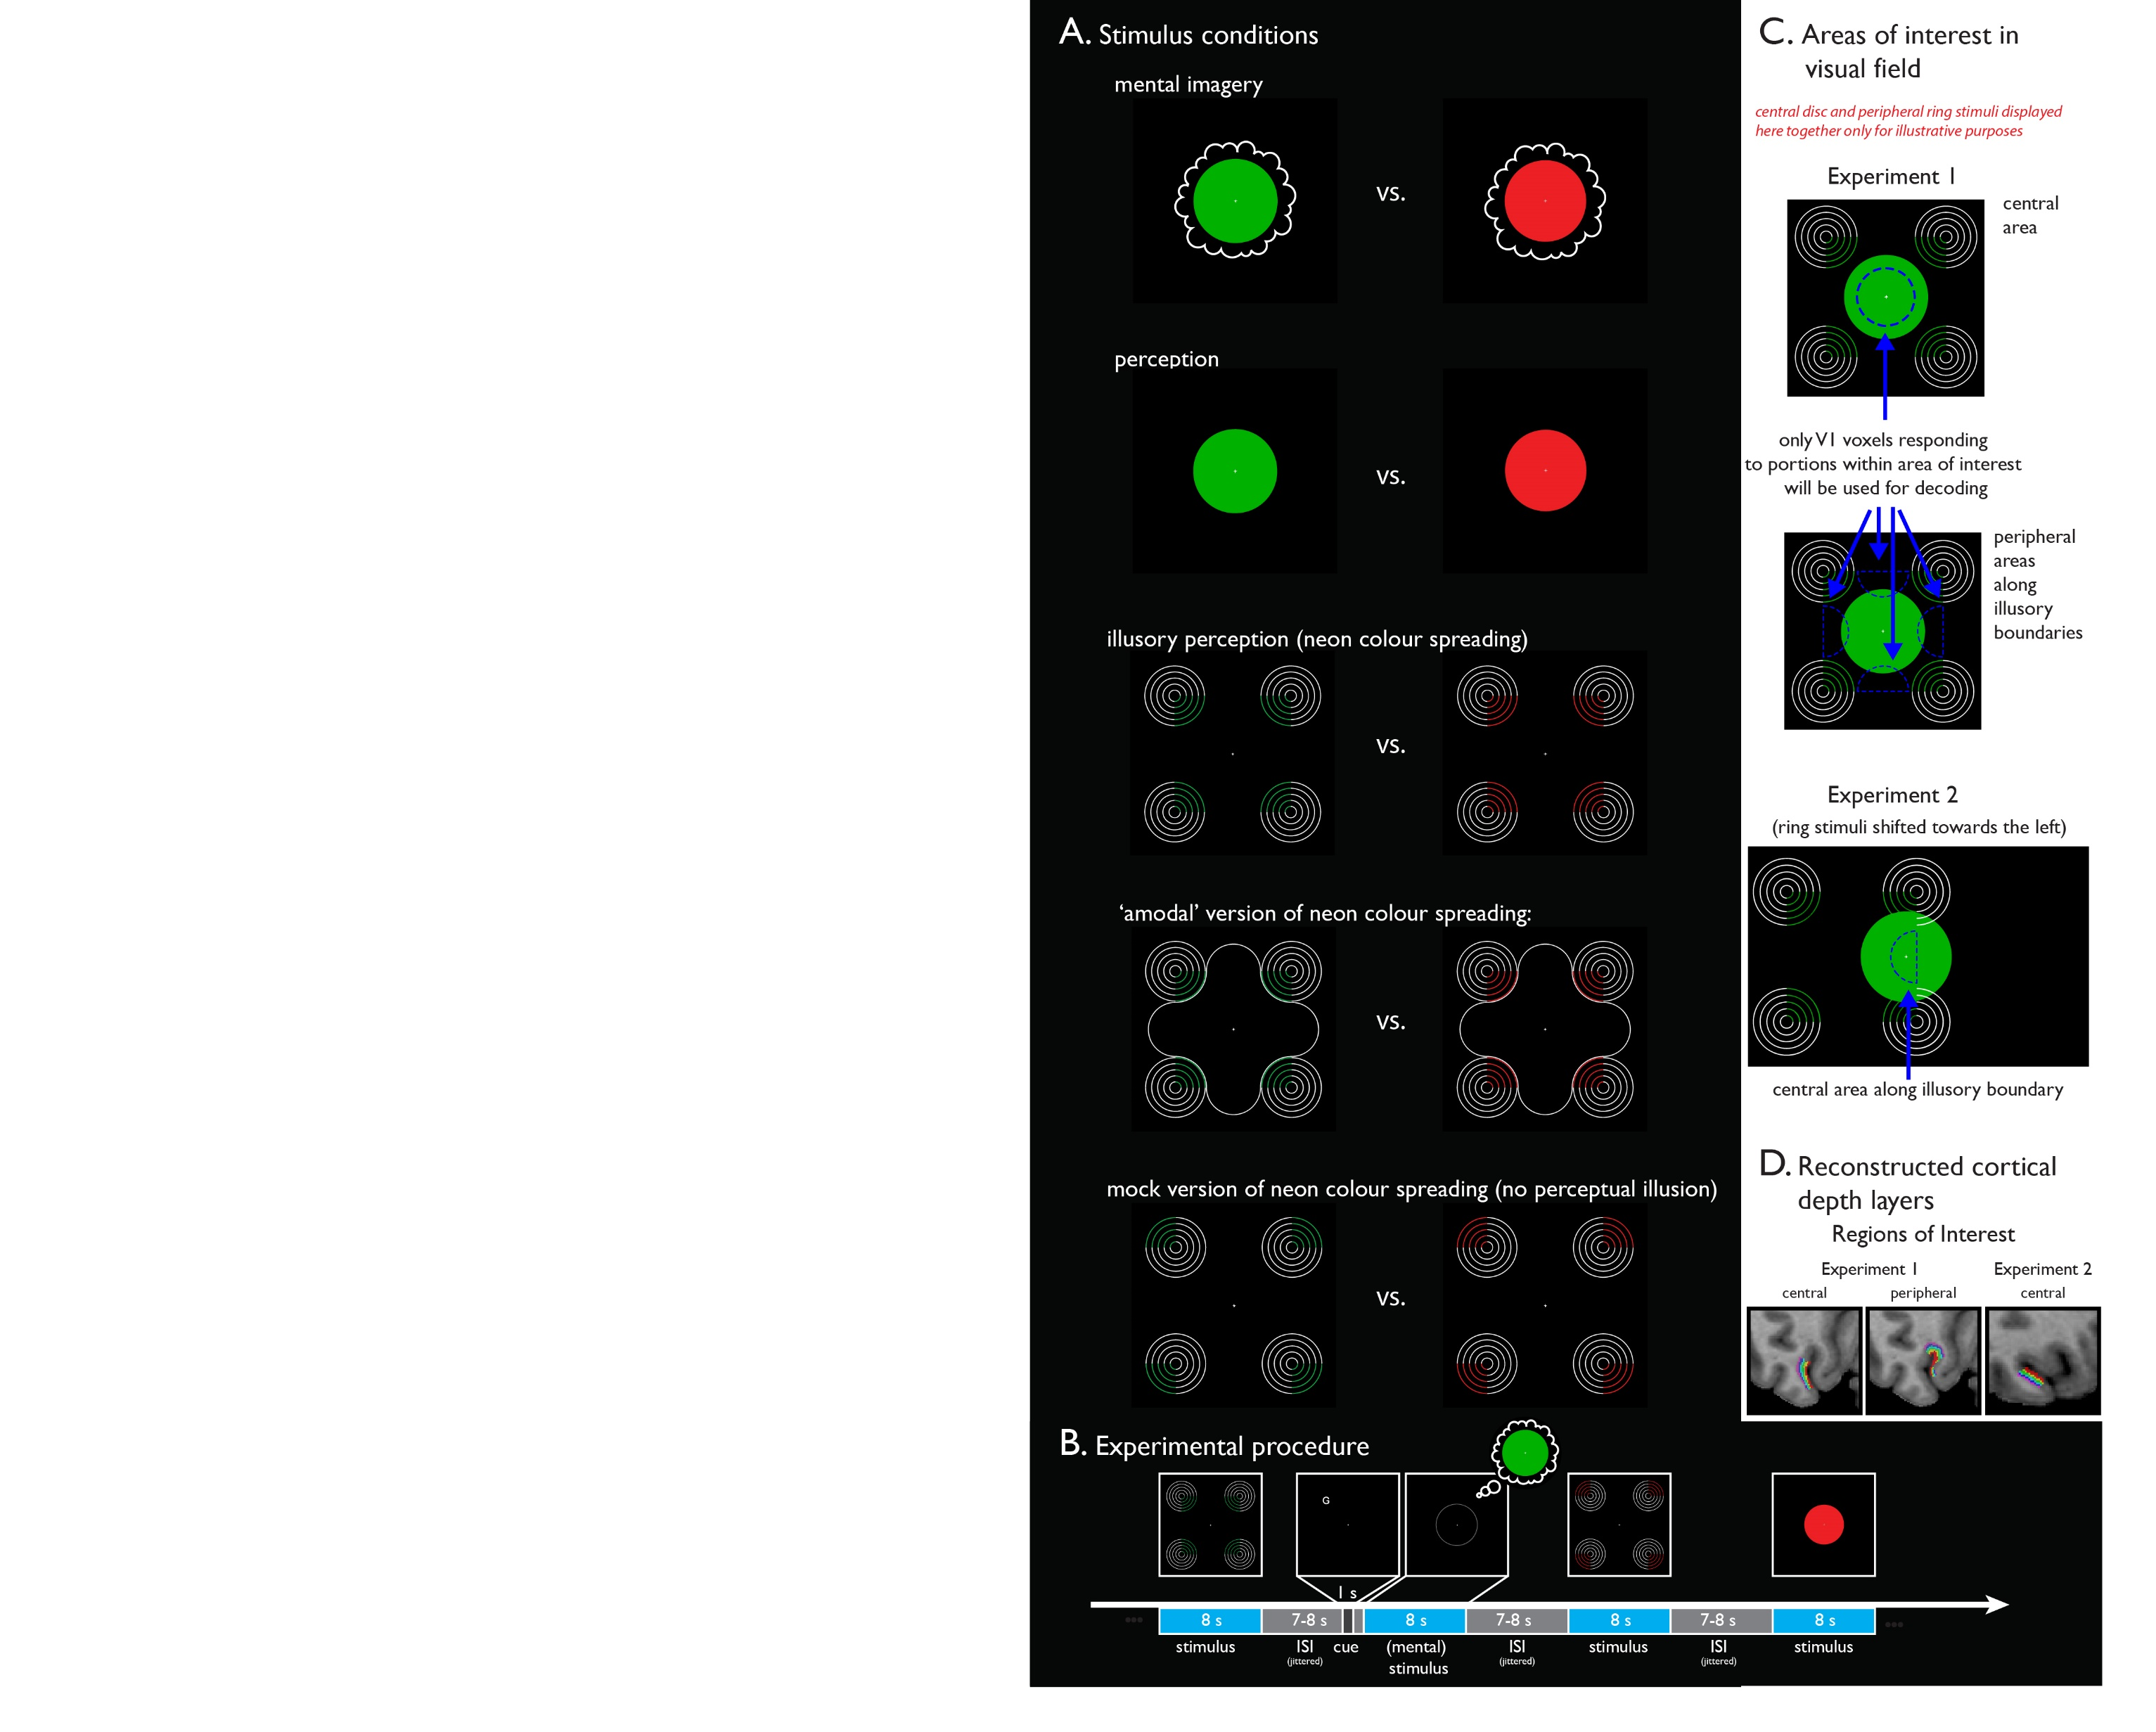 A. Stimulus conditions
mental imagery
vs.
perception
vs.
illusory perception (neon colour spreading)
vs.
‘amodal’ version of neon colour spreading:
vs.
mock version of neon colour spreading (no perceptual illusion)
vs.
B. Experimental procedure
G
1 s
8 s
7-8 s
8 s
7-8 s
8 s
7-8 s
8 s
stimulus
ISI
(jittered)
cue
(mental)
stimulus
ISI
(jittered)
stimulus
ISI
(jittered)
stimulus
C. Areas of interest in
visual field
central disc and peripheral ring stimuli displayed
here together only for illustrative purposes
Experiment 1
central
area
only V1 voxels responding
to portions within area of interest
will be used for decoding
peripheral
areas
along
illusory
boundaries
Experiment 2
(ring stimuli shifted towards the left)
central area along illusory boundary
D. Reconstructed cortical
depth layers
Regions of Interest
Experiment 1
Experiment 2
central
peripheral
central